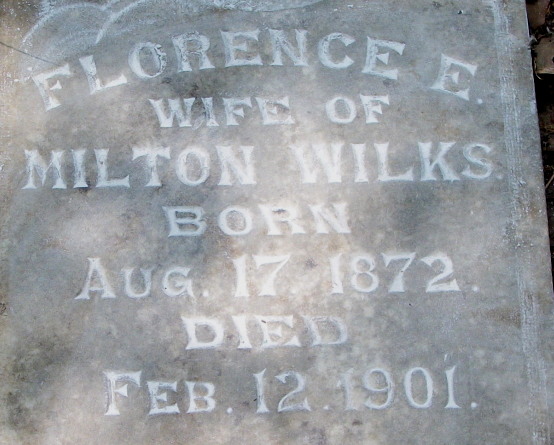 FLORENCE E.
WIFE OF
MILTON WILKS.
BORN
AUG. 17. 1872.
DIED
FEB. 12. 1901.